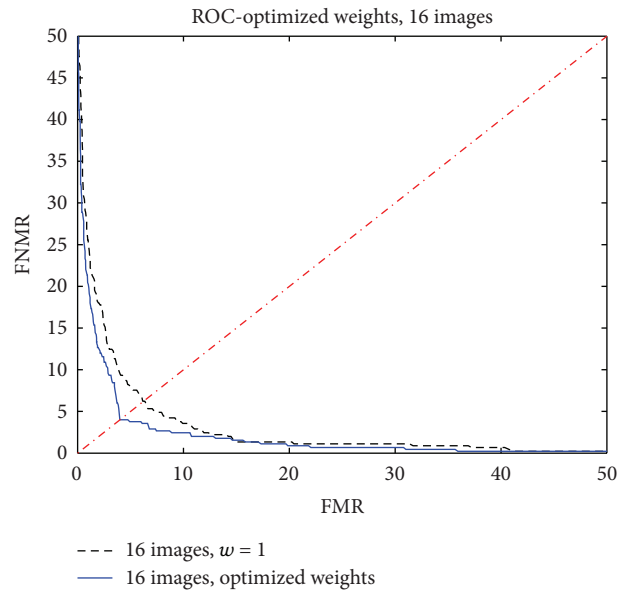 ROC-optimized weights, 16 images
50
45
40
35
30
25
20
15
10
5
0
FNMR
0 10 20 30 40 50
FMR
16 images, w = 1
16 images, optimized weights